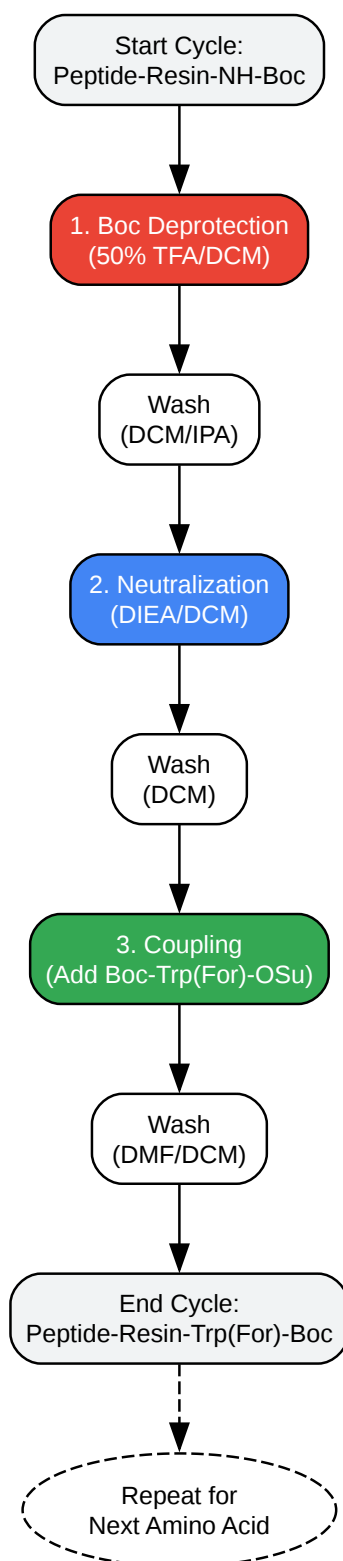 Start Cycle:
Peptide-Resin-NH-Boc
1. Boc Deprotection
(50% TFA/DCM)
Wash
(DCM/IPA)
2. Neutralization
(DIEA/DCM)
Wash
(DCM)
3. Coupling
(Add Boc-Trp(For)-OSu)
Wash
(DMF/DCM)
End Cycle:
Peptide-Resin-Trp(For)-Boc
Repeat for
Next Amino Acid